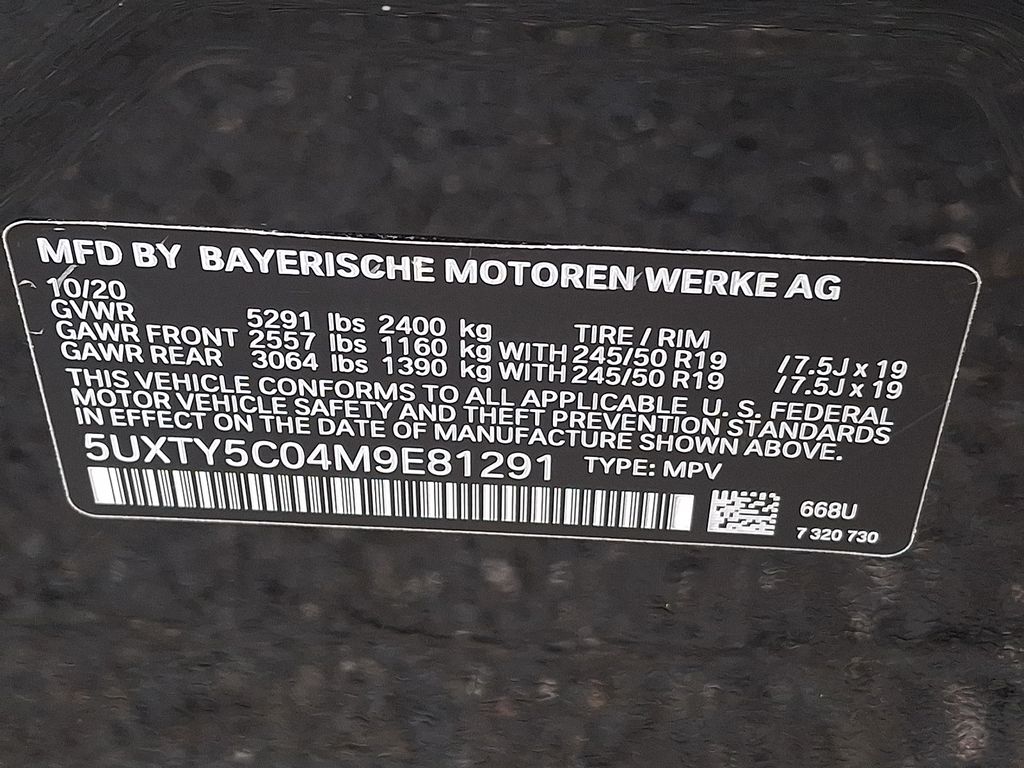 MFD BY BAYERISCHE MOTOREN WERKE AG
10/20
GVWR 5291 lbs 2400 kg TIRE / RIM
GAWR FRONT 2557 lbs 1160 kg WITH 245/50 R19 / 7.5J x 19
GAWR REAR 3064 lbs 1390 kg WITH 245/50 R19 / 7.5J x 19
THIS VEHICLE CONFORMS TO ALL APPLICABLE U. S. FEDERAL
MOTOR VEHICLE SAFETY AND THEFT PREVENTION STANDARDS
IN EFFECT ON THE DATE OF MANUFACTURE SHOWN ABOVE.
5UXTY5C04M9E81291 TYPE: MPV
668U
7 320 730